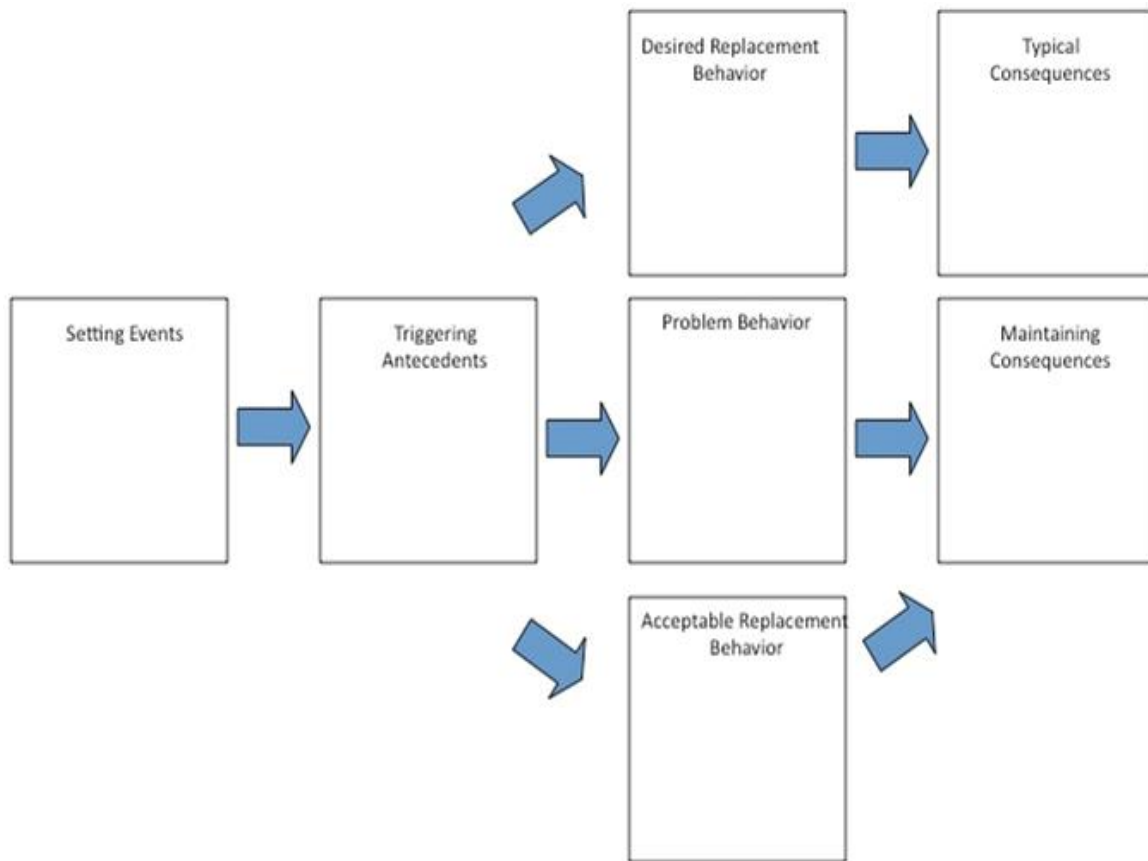 Desired Replacement
Behavior
Typical
Consequences
Setting Events
Triggering
Antecedents
Problem Behavior
Maintaining
Consequences
Acceptable Replacement
Behavior